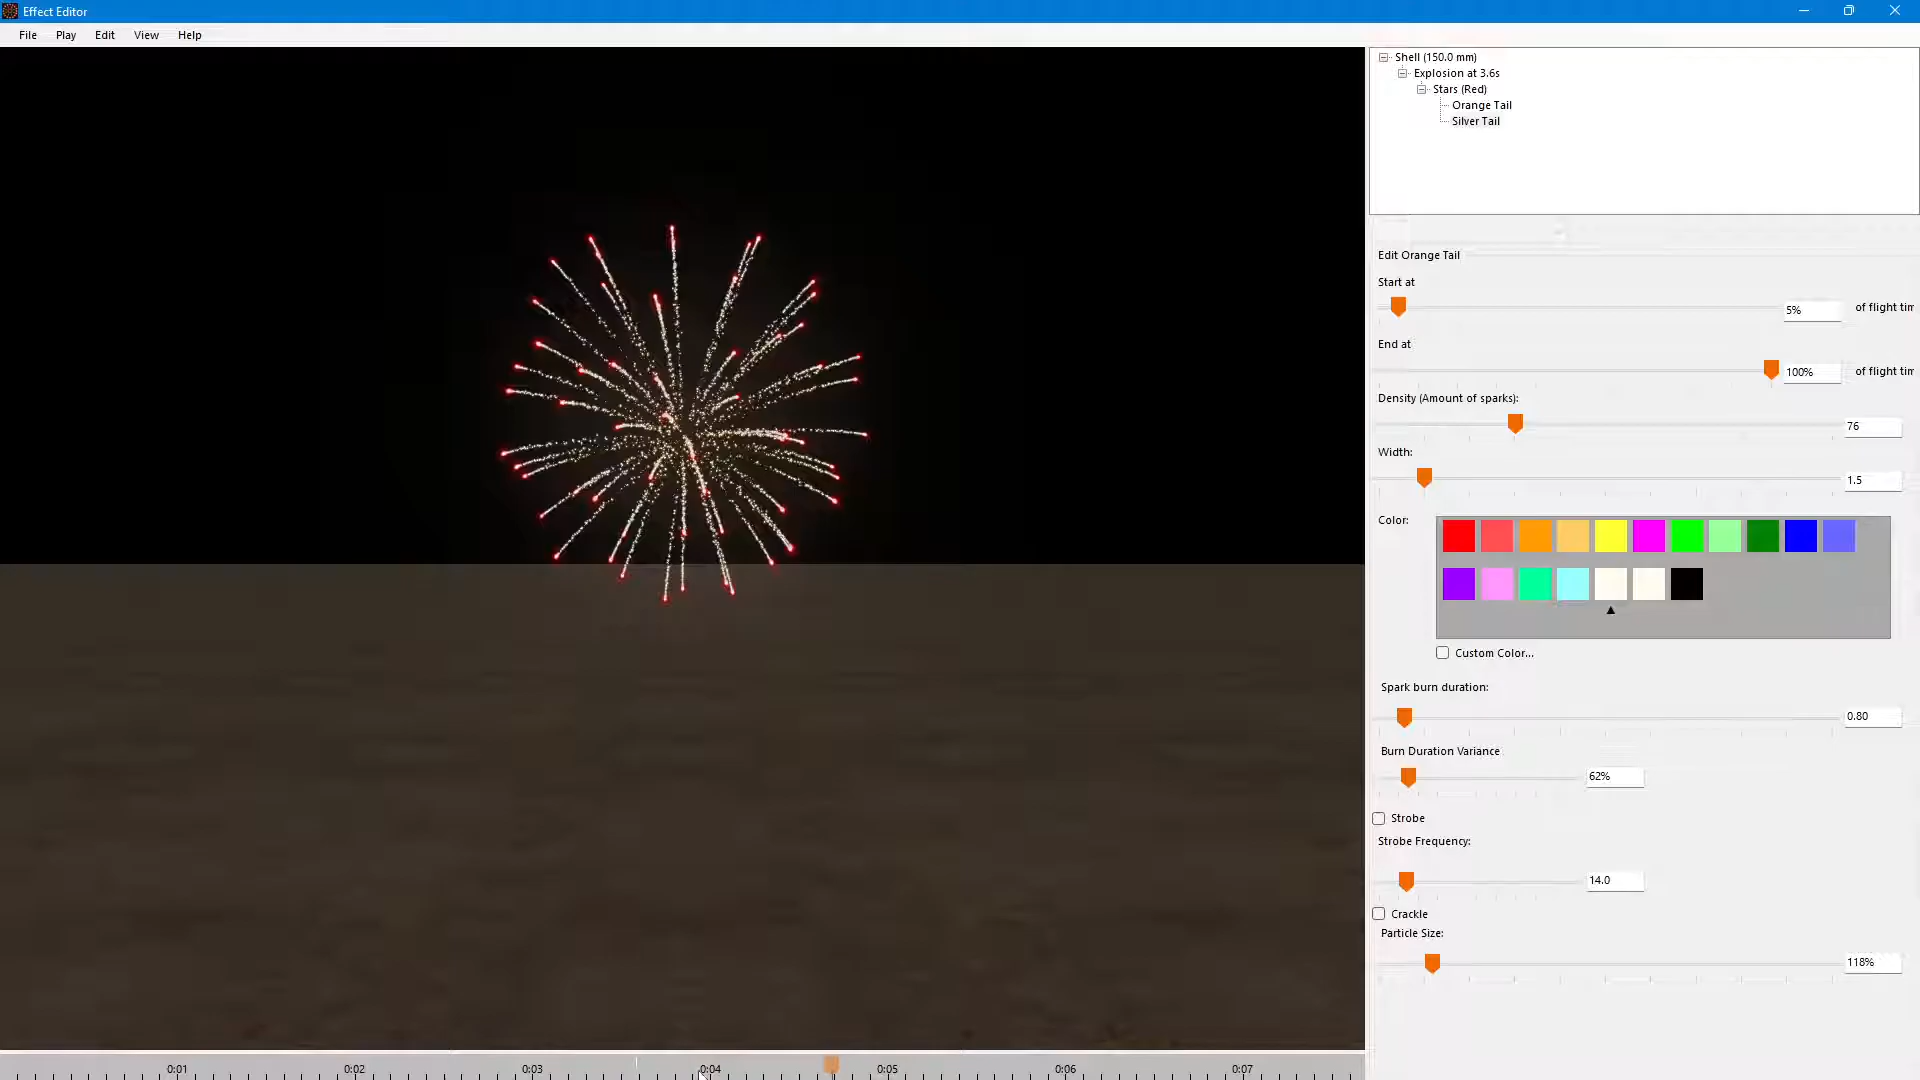 Effect Editor
File Play Edit View Help
Shell (150.0 mm)
Explosion at 3.6s
Stars (Red)
Orange Tail
Silver Tail
Edit Orange Tail
Start at
5% of flight tim
End at
100% of flight tim
Density (Amount of sparks):
76
Width:
1.5
Color:
Custom Color...
Spark burn duration:
0.80
Burn Duration Variance
62%
Strobe
Strobe Frequency:
14.0
Crackle
Particle Size:
118%
0:01 0:02 0:03 0:04 0:05 0:06 0:07